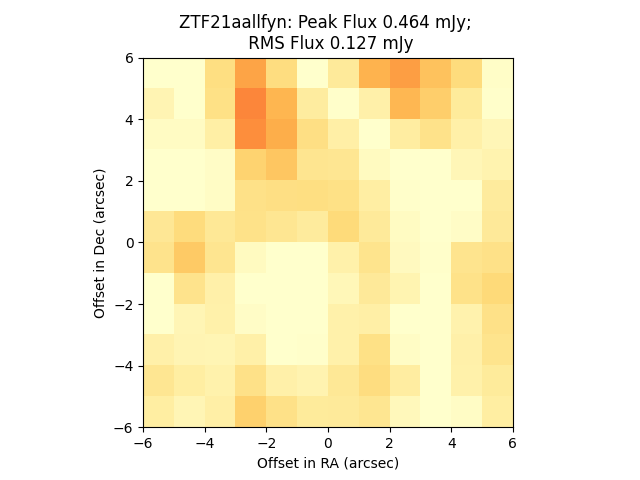 ZTF21aallfyn: Peak Flux 0.464 mJy;
RMS Flux 0.127 mJy
6
4
2
0
−2
−4
−6
Offset in Dec (arcsec)
−6 −4 −2 0 2 4 6
Offset in RA (arcsec)